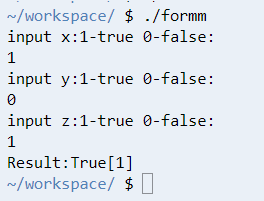 ~/workspace/ $ ./formm
input x:1-true 0-false:
1
input y:1-true 0-false:
0
input z:1-true 0-false:
1
Result:True[1]
~/workspace/ $